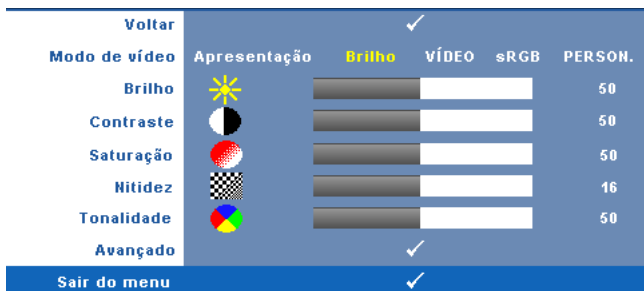 Voltar
Modo de vídeo Apresentação Brilho VÍDEO sRGB PERSON.
Brilho 50
Contraste 50
Saturação 50
Nitidez 16
Tonalidade 50
Avançado
Sair do menu